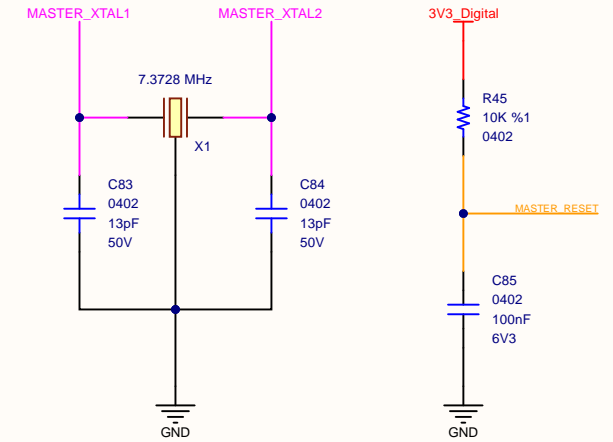 MASTER_XTAL1
MASTER_XTAL2
7.3728 MHz
X1
C83
0402
13pF
50V
C84
0402
13pF
50V
GND
3V3_Digital
R45
10K %1
0402
MASTER_RESET
C85
0402
100nF
6V3
GND